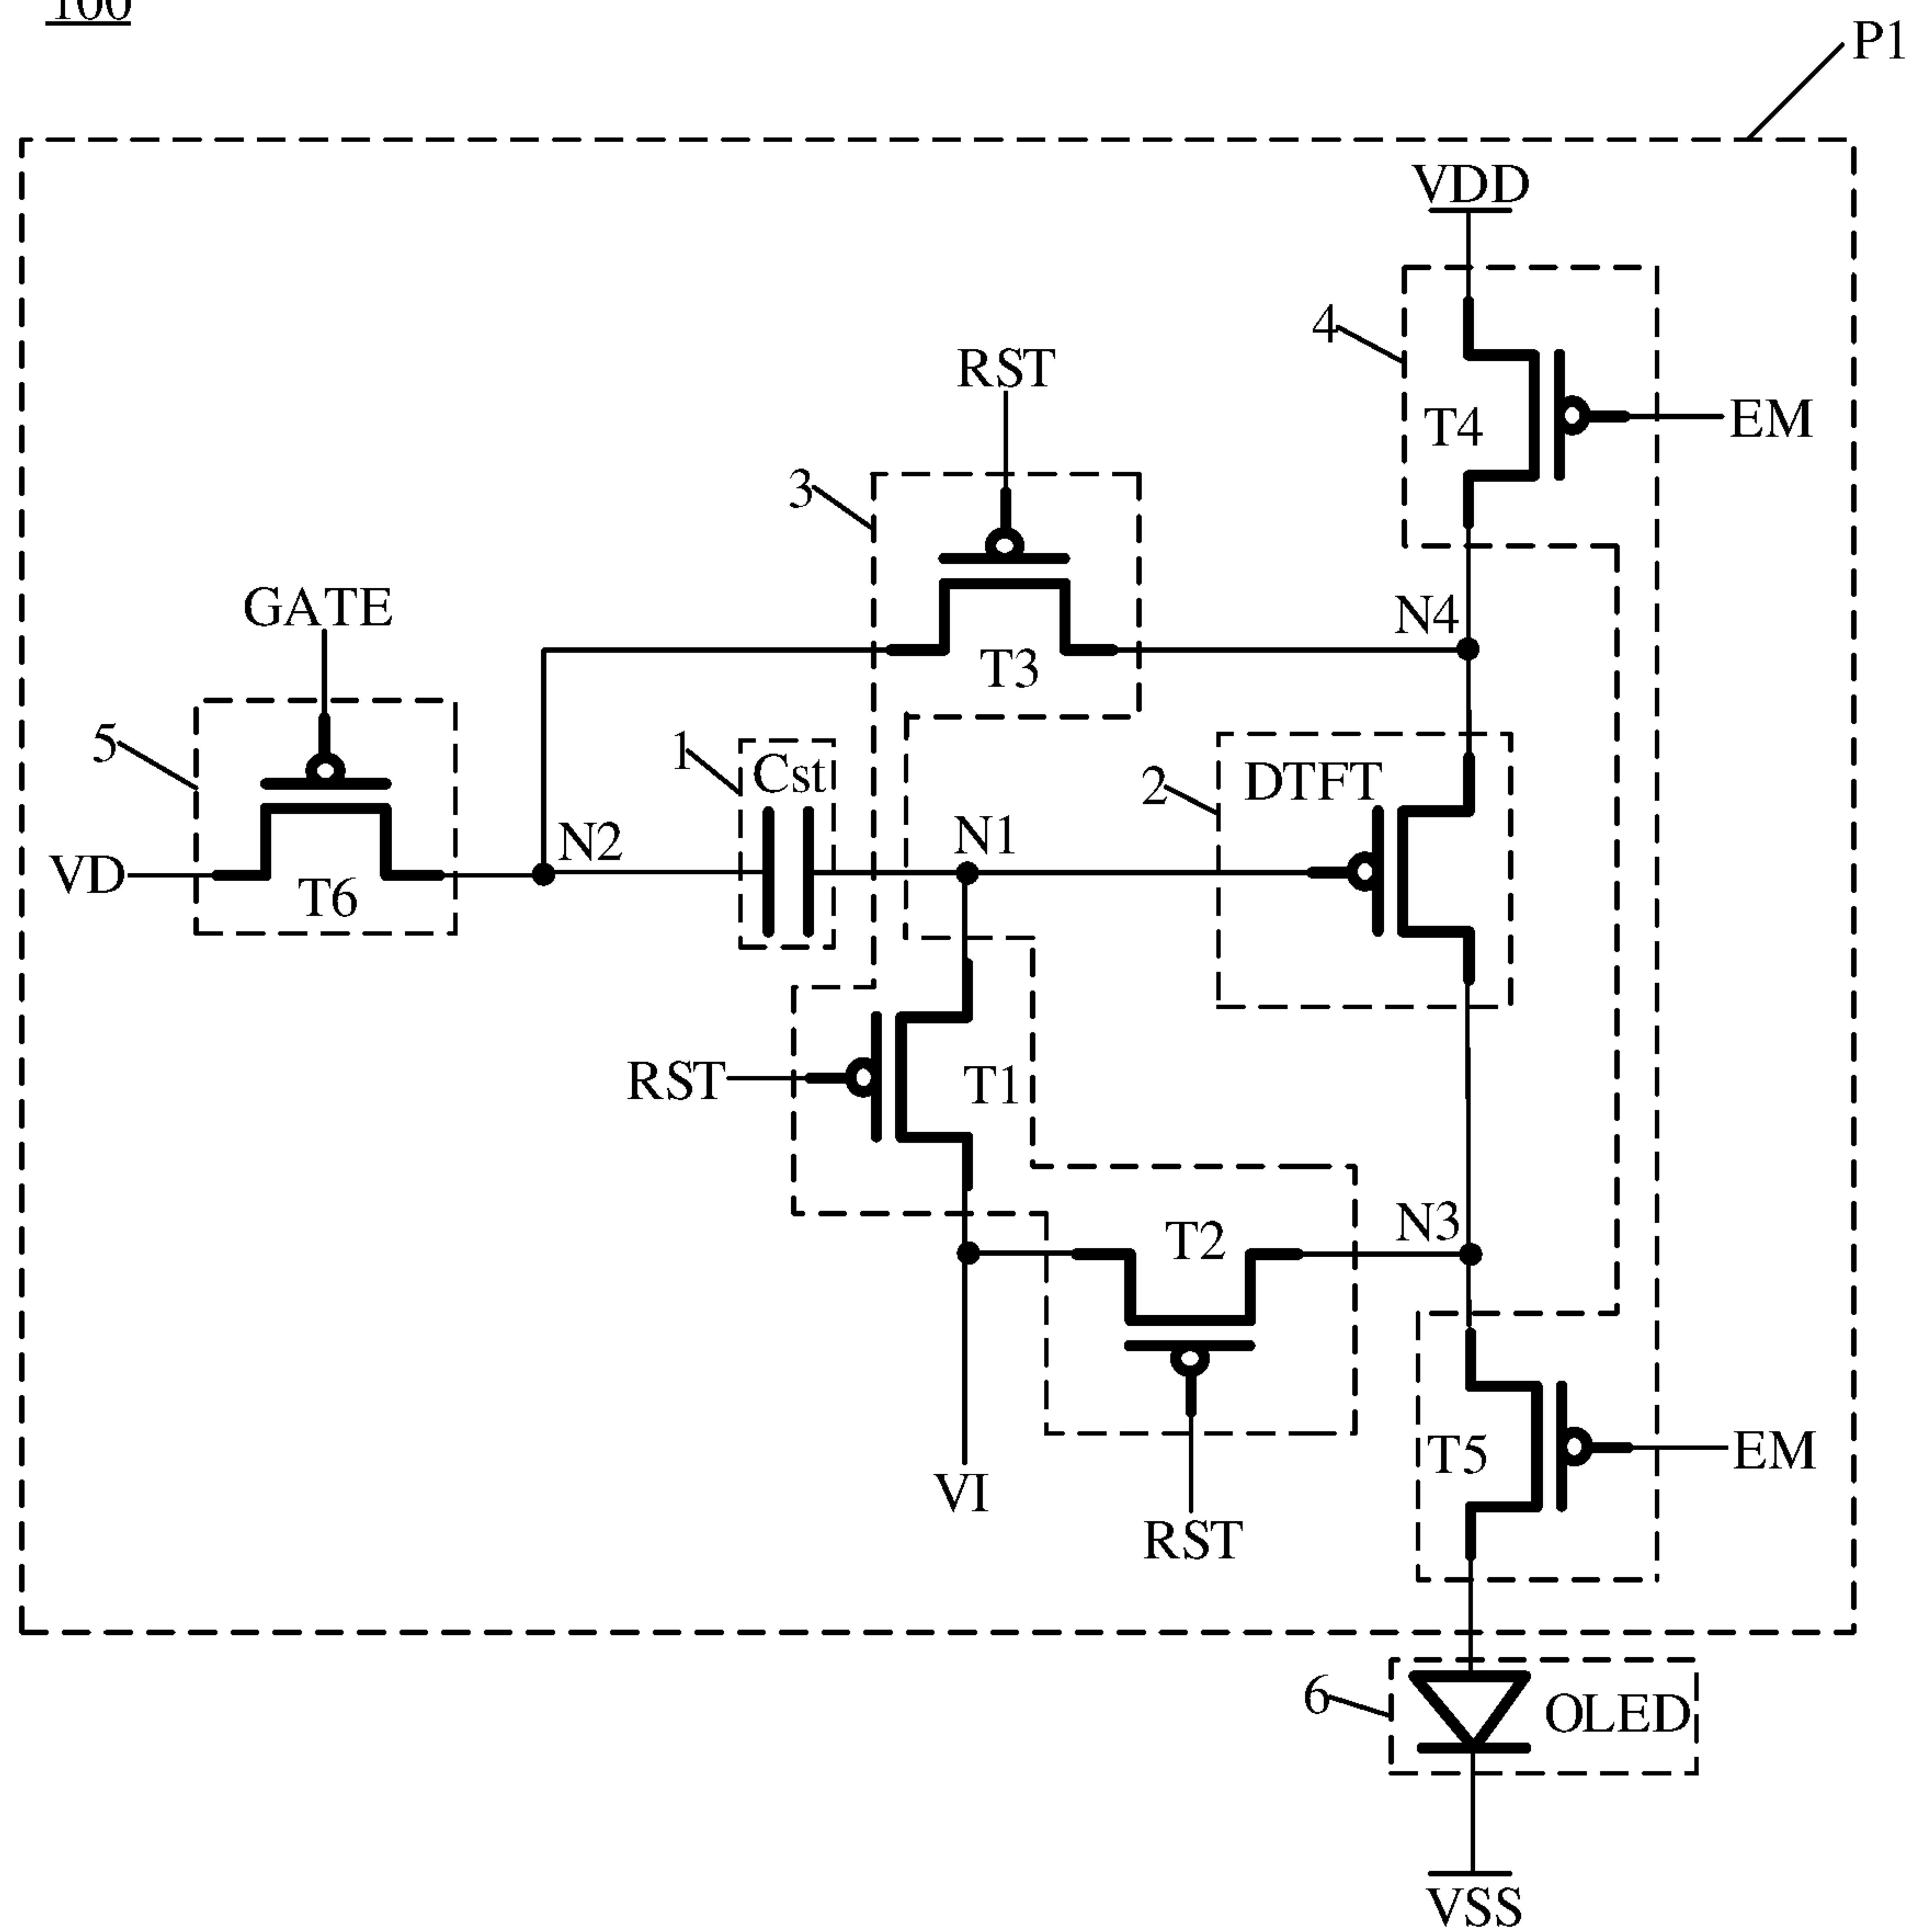 100
P1
VDD
4
T4
EM
RST
3
T3
N4
GATE
5
T6
VD
N2
1
Cst
N1
2
DTFT
RST
T1
T2
N3
VI
RST
T5
EM
6
OLED
VSS